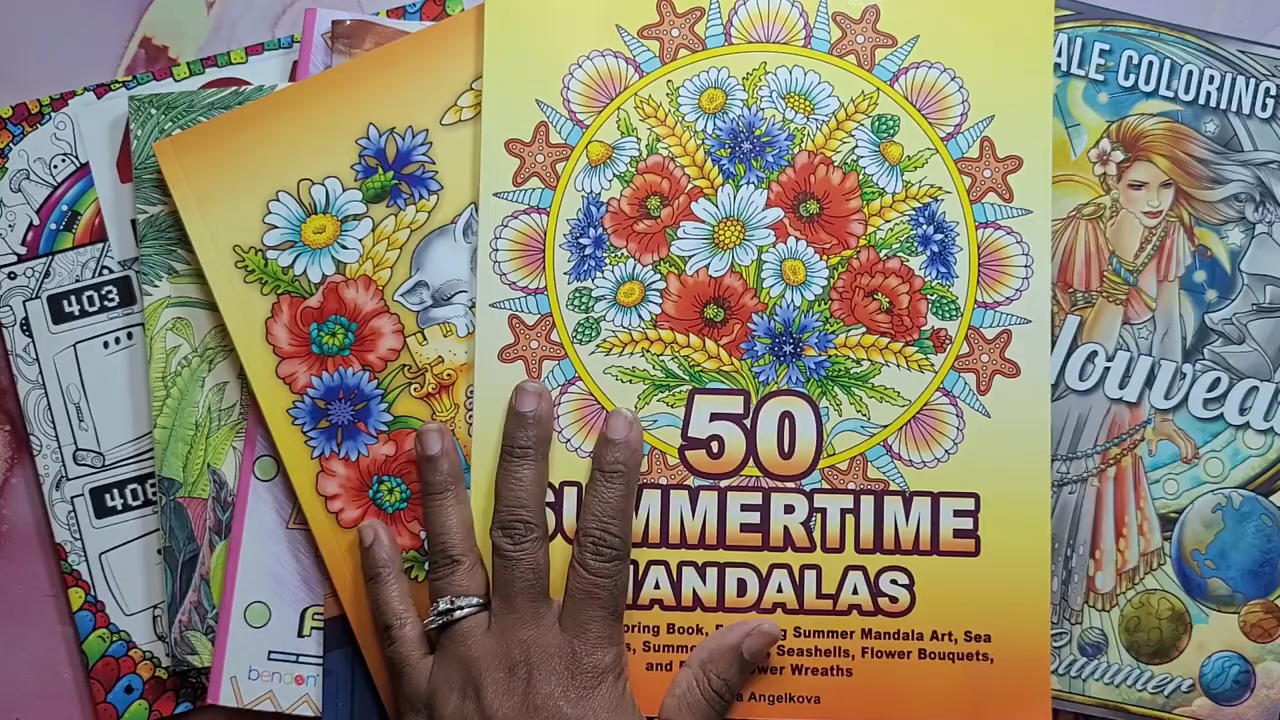 403
406
bendon
50
SUMMERTIME
MANDALAS
oring Book, F g Summer Mandala Art, Sea
s, Summe , Seashells, Flower Bouquets,
and F ower Wreaths
a Angelkova
ALE COLORING
Nouvea
Summer